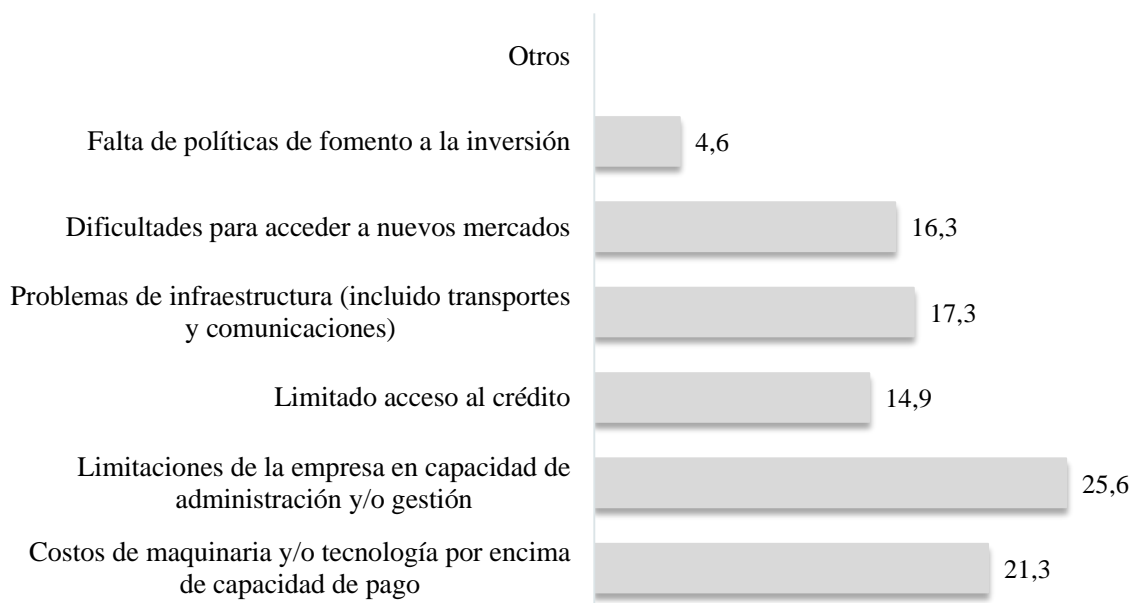 Otros
Falta de políticas de fomento a la inversión
4,6
Dificultades para acceder a nuevos mercados
16,3
Problemas de infraestructura (incluido transportes
y comunicaciones)
17,3
Limitado acceso al crédito
14,9
Limitaciones de la empresa en capacidad de
administración y/o gestión
25,6
Costos de maquinaria y/o tecnología por encima
de capacidad de pago
21,3